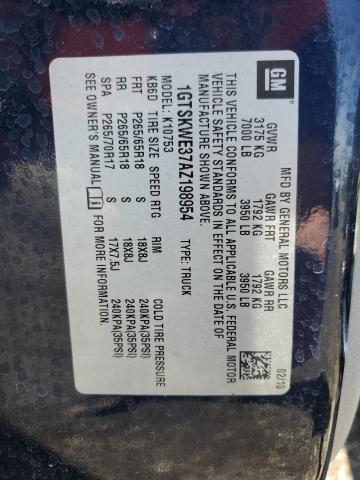 GM
MFD BY GENERAL MOTORS LLC 02/10
GVWR GAWR FRT GAWR RR
3175 KG 1792 KG 1792 KG
7000 LB 3950 LB 3950 LB
THIS VEHICLE CONFORMS TO ALL APPLICABLE U.S. FEDERAL MOTOR
VEHICLE SAFETY STANDARDS IN EFFECT ON THE DATE OF
MANUFACTURE SHOWN ABOVE.
1GTSKWE37AZ198954 TYPE: TRUCK
MODEL: K10753
KB6D TIRE SIZE SPEED RTG RIM COLD TIRE PRESSURE
FRT P265/65R18 S 18X8J 240KPA(35PSI)
RR P265/65R18 S 18X8J 240KPA(35PSI)
SPA P265/70R17 S 17X7.5J 240KPA(35PSI)
SEE OWNER'S MANUAL FOR MORE INFORMATION